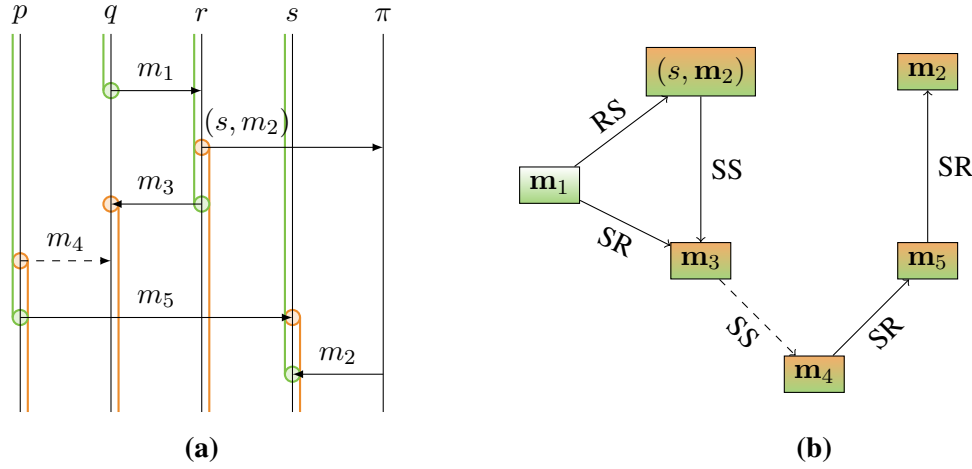 p q r s π
m₁
(s, m₂)
m₃
m₄
m₅
m₂
(a)
(s, m₂) m₂
RS
SS SR
m₁
SR
m₃ m₅
SS SR
m₄
(b)